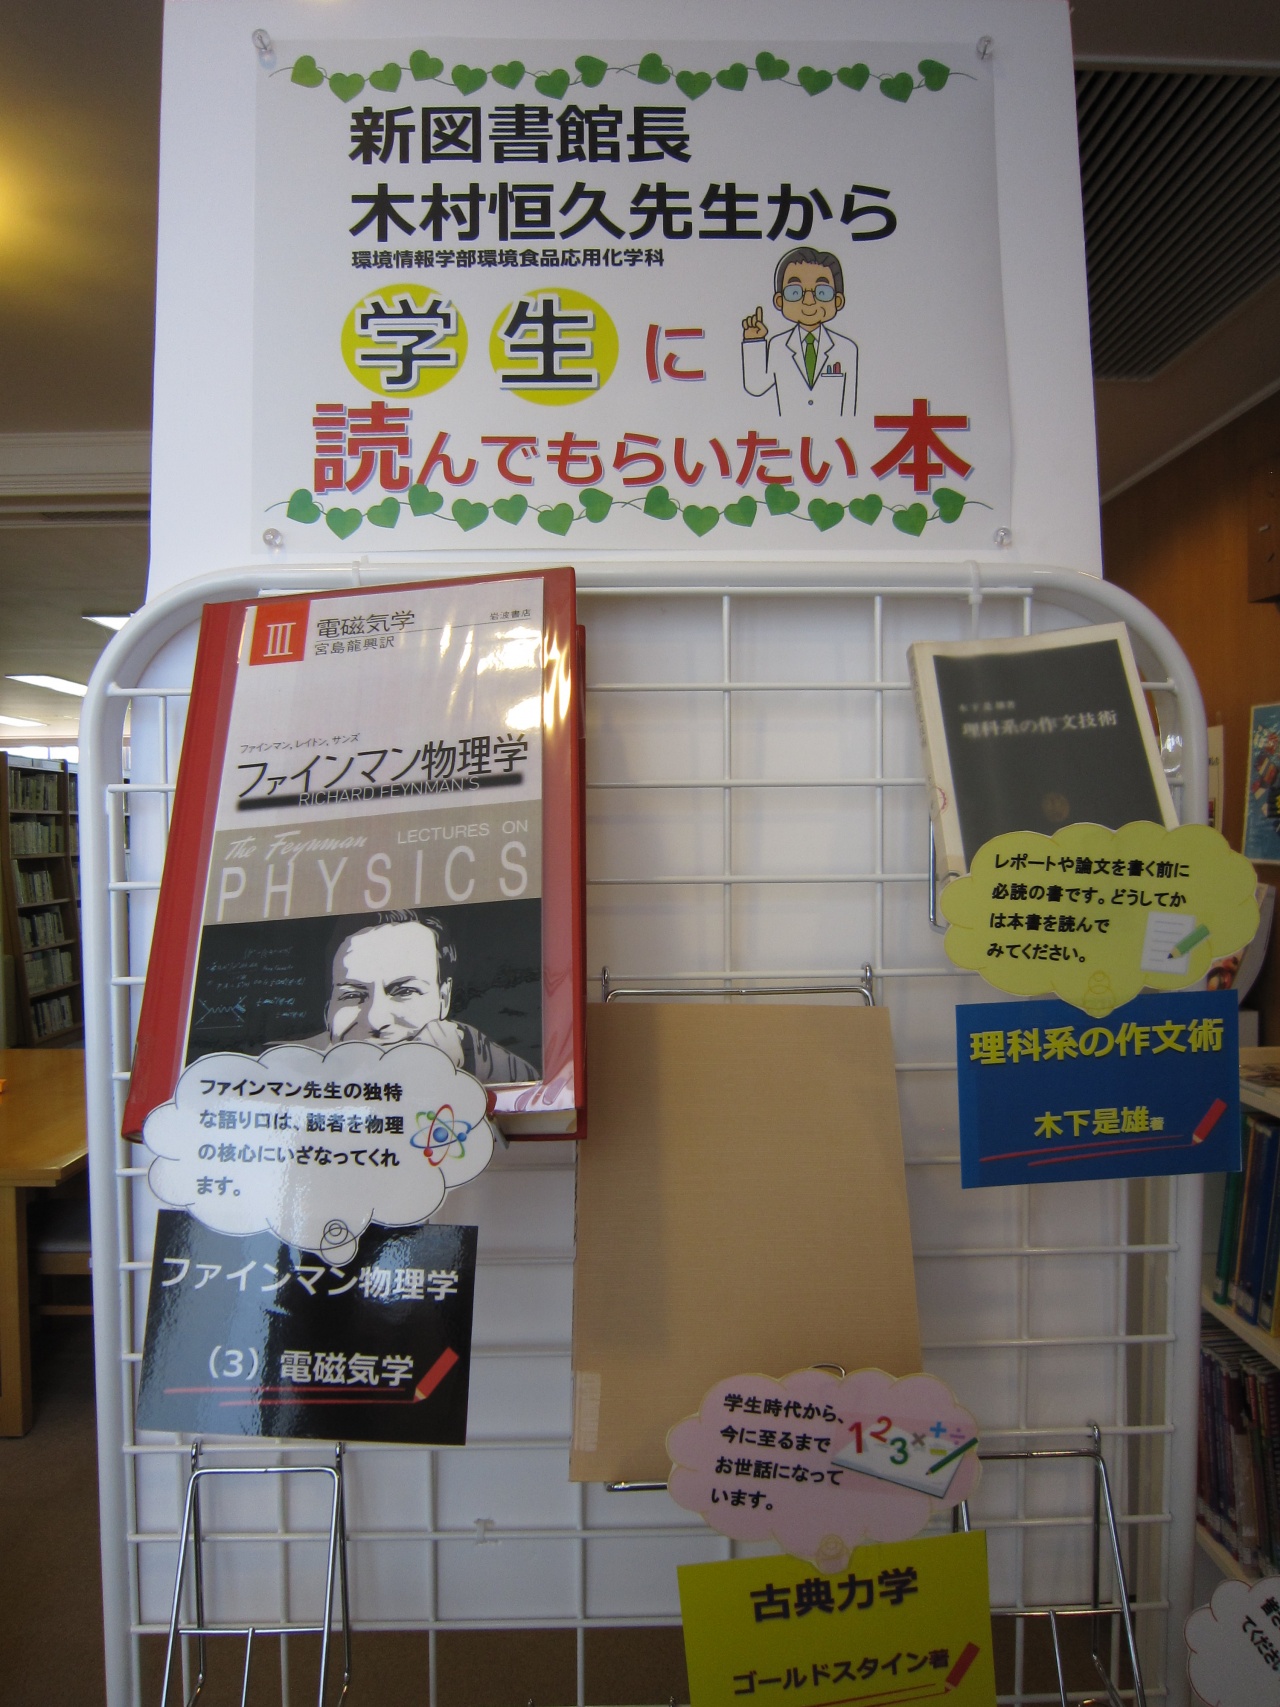 新図書館長
木村恒久先生から
環境情報学部環境食品応用化学科
学生に
読んでもらいたい本
III
電磁気学
岩波書店
宮島龍興訳
ファインマン, レイトン, サンズ
ファインマン物理学
RICHARD FEYNMAN'S
The Feynman LECTURES ON
PHYSICS
ファインマン先生の独特
な語り口は、読者を物理
の核心にいざなってくれ
ます。
ファインマン物理学
（3）電磁気学
木下是雄著
理科系の作文技術
レポートや論文を書く前に
必読の書です。どうしてか
は本書を読んで
みてください。
理科系の作文術
木下是雄著
学生時代から、
今に至るまで
お世話になって
います。
123×+-÷
古典力学
ゴールドスタイン著
てください